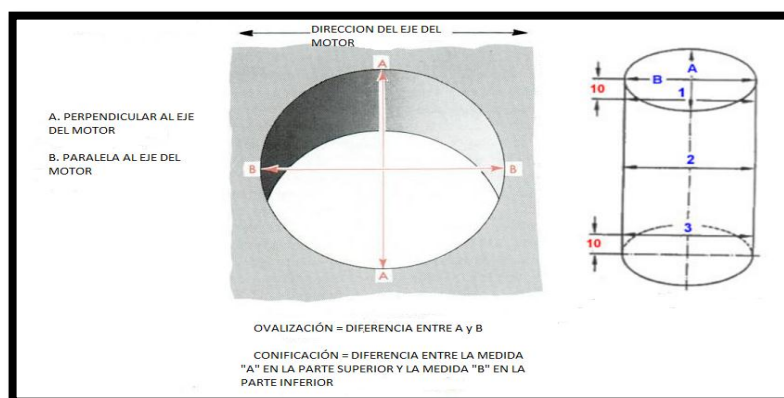 DIRECCION DEL EJE DEL
MOTOR
A. PERPENDICULAR AL EJE
DEL MOTOR
B. PARALELA AL EJE DEL
MOTOR
A
B
B
A
A
B
10
1
2
3
10
OVALIZACIÓN = DIFERENCIA ENTRE A y B
CONIFICACIÓN = DIFERENCIA ENTRE LA MEDIDA
"A" EN LA PARTE SUPERIOR Y LA MEDIDA "B" EN LA
PARTE INFERIOR